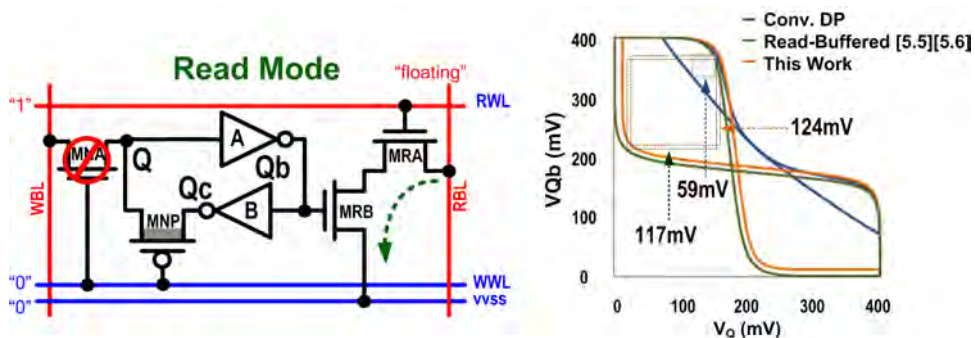 Read Mode
"floating"
"1"
RWL
MNA
Q
A
Qb
MRA
WBL
Qc
B
MRB
RBL
MNP
"0"
WWL
"0"
vvss
Conv. DP
Read-Buffered [5.5][5.6]
This Work
400
300
200
100
0
VQb (mV)
124mV
59mV
117mV
0 100 200 300 400
VQ (mV)